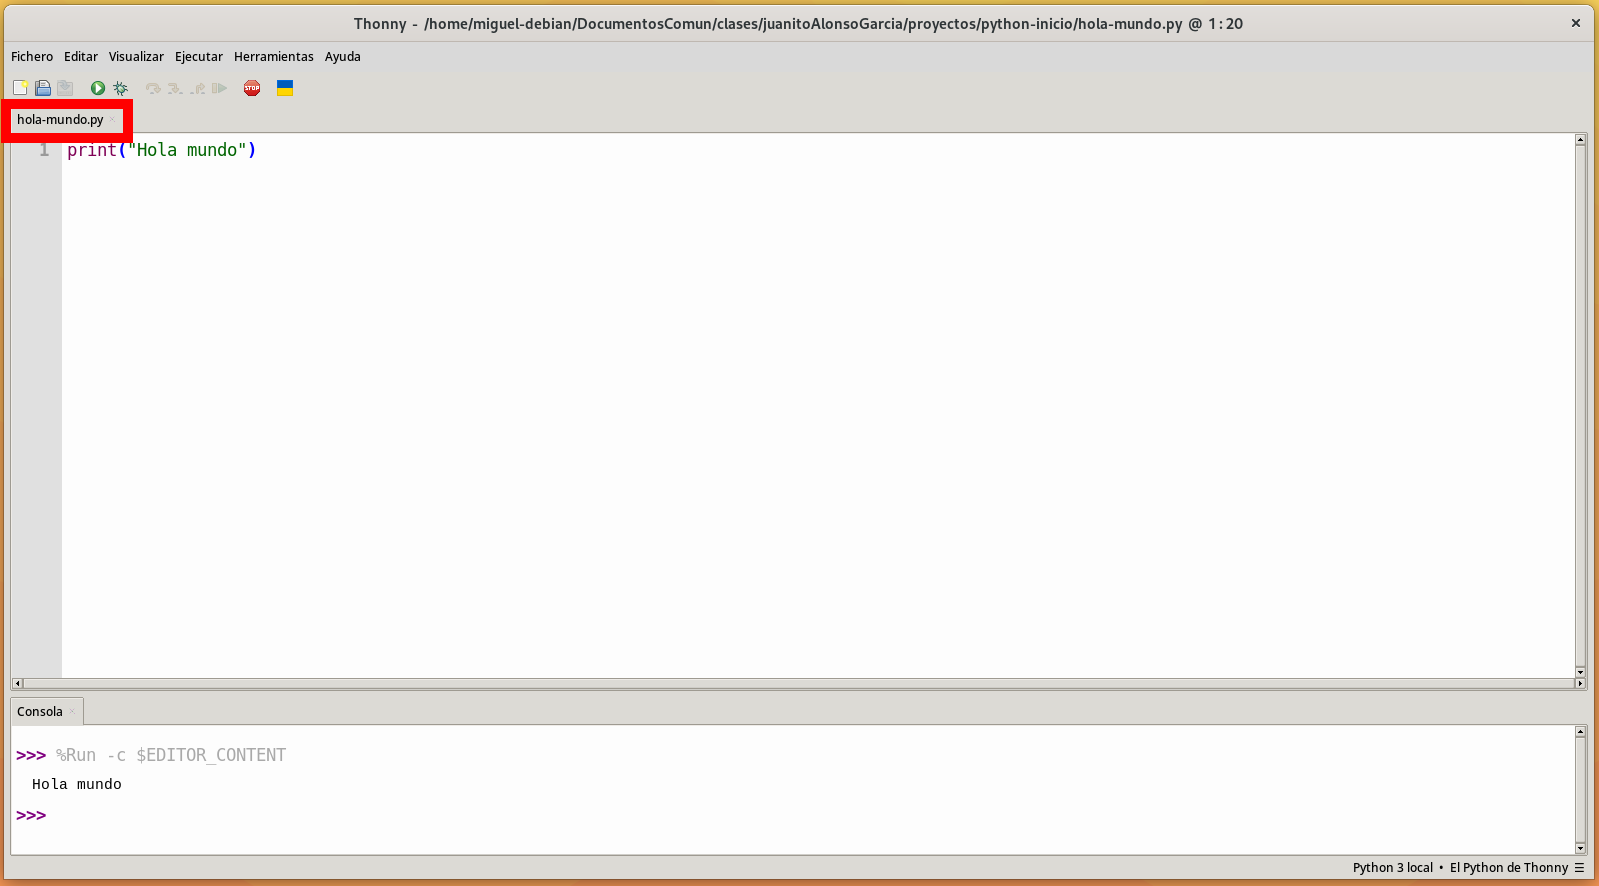 Thonny - /home/miguel-debian/DocumentosComun/clases/juanitoAlonsoGarcia/proyectos/python-inicio/hola-mundo.py @ 1:20
Fichero Editar Visualizar Ejecutar Herramientas Ayuda
STOP
hola-mundo.py
1 print("Hola mundo")
Consola
>>> %Run -c $EDITOR_CONTENT
Hola mundo
>>>
Python 3 local • El Python de Thonny ☰